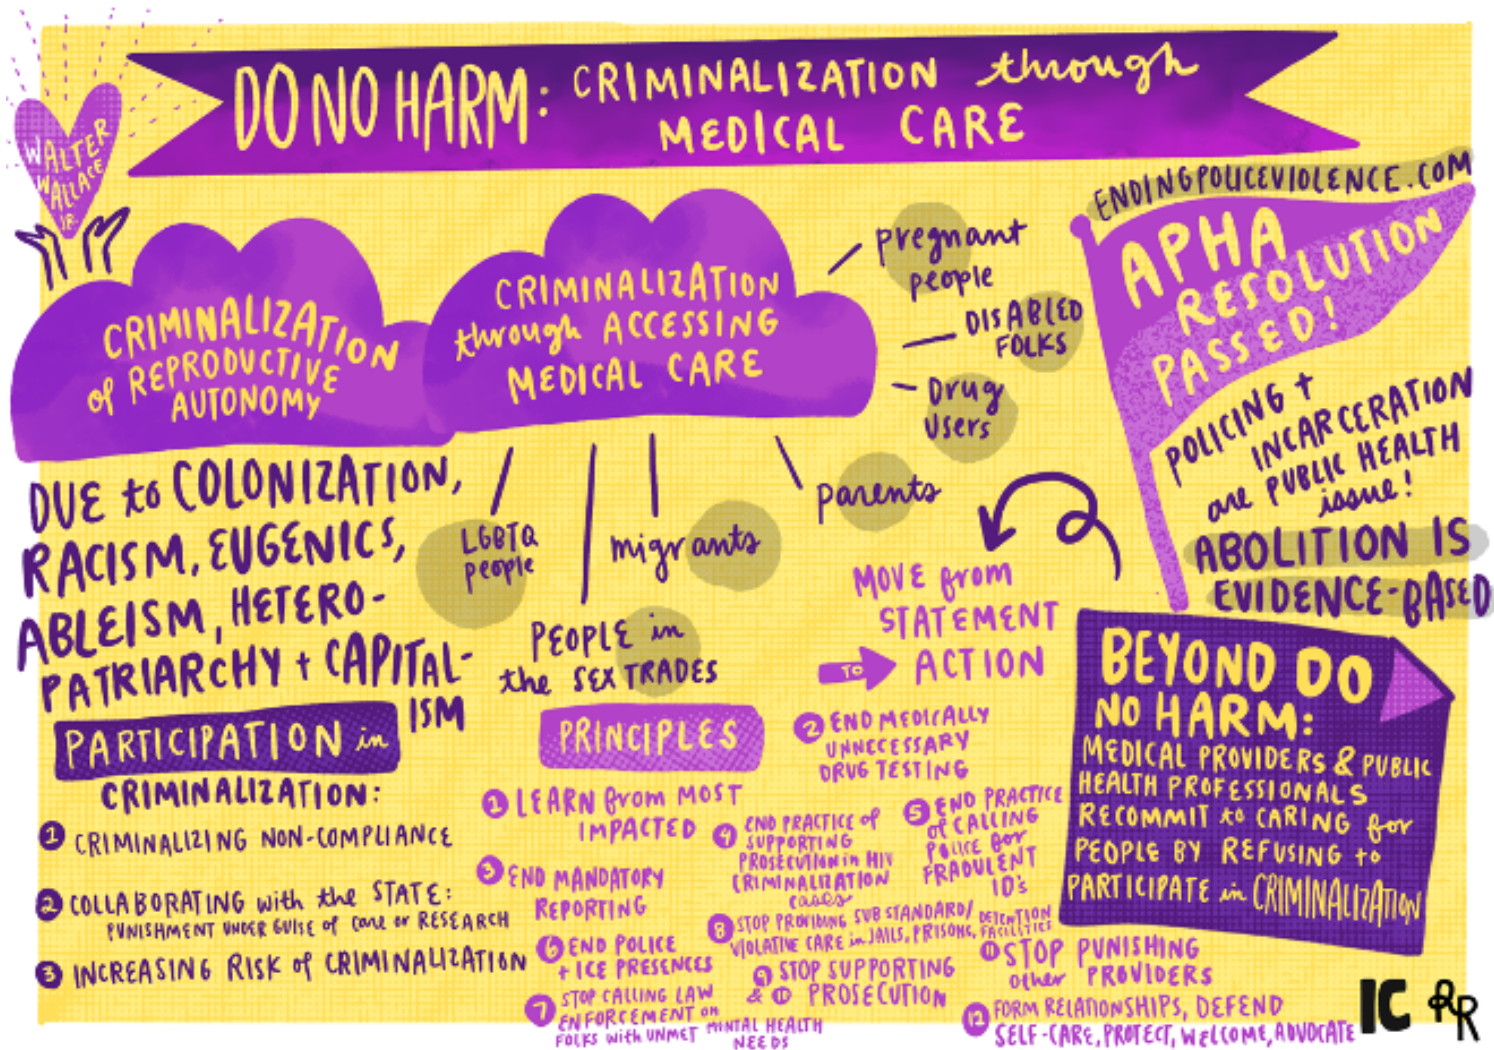 DO NO HARM: CRIMINALIZATION through
MEDICAL CARE
WALTER
WALLACE
JR.
CRIMINALIZATION
of REPRODUCTIVE
AUTONOMY
DUE to COLONIZATION,
RACISM, EUGENICS,
ABLEISM, HETERO-
PATRIARCHY + CAPITAL-
ISM
CRIMINALIZATION
through ACCESSING
MEDICAL CARE
pregnant
people
DISABLED
FOLKS
Drug
Users
parents
migrants
LGBTQ
people
PEOPLE in
the SEX TRADES
ENDINGPOLICEVIOLENCE.COM
APHA
RESOLUTION
PASSED!
POLICING +
INCARCERATION
are PUBLIC HEALTH
issue!
ABOLITION IS
EVIDENCE-BASED
MOVE from
STATEMENT
TO ACTION
BEYOND DO
NO HARM:
MEDICAL PROVIDERS & PUBLIC
HEALTH PROFESSIONALS
RECOMMIT to CARING for
PEOPLE BY REFUSING to
PARTICIPATE in CRIMINALIZATION
PARTICIPATION in
CRIMINALIZATION:
1 CRIMINALIZING NON-COMPLIANCE
2 COLLABORATING with the STATE:
PUNISHMENT UNDER GUISE of care or RESEARCH
3 INCREASING RISK of CRIMINALIZATION
PRINCIPLES
1 LEARN from MOST
IMPACTED
2 END MEDICALLY
UNNECESSARY
DRUG TESTING
3 END MANDATORY
REPORTING
4 END PRACTICE of
SUPPORTING
PROSECUTION in HIV
CRIMINALIZATION
cases
5 END PRACTICE
of CALLING
POLICE for
FRADULENT
ID's
6 END POLICE
+ ICE PRESENCES
7 STOP CALLING LAW
ENFORCEMENT on
FOLKS with UNMET MENTAL HEALTH
NEEDS
8 STOP PROVIDING SUB STANDARD/
VIOLATIVE CARE in JAILS, PRISONS, DETENTION
FACILITIES
9 STOP SUPPORTING
& 10 PROSECUTION
11 STOP PUNISHING
other PROVIDERS
12 FORM RELATIONSHIPS, DEFEND
SELF-CARE, PROTECT, WELCOME, ADVOCATE
IC
RR